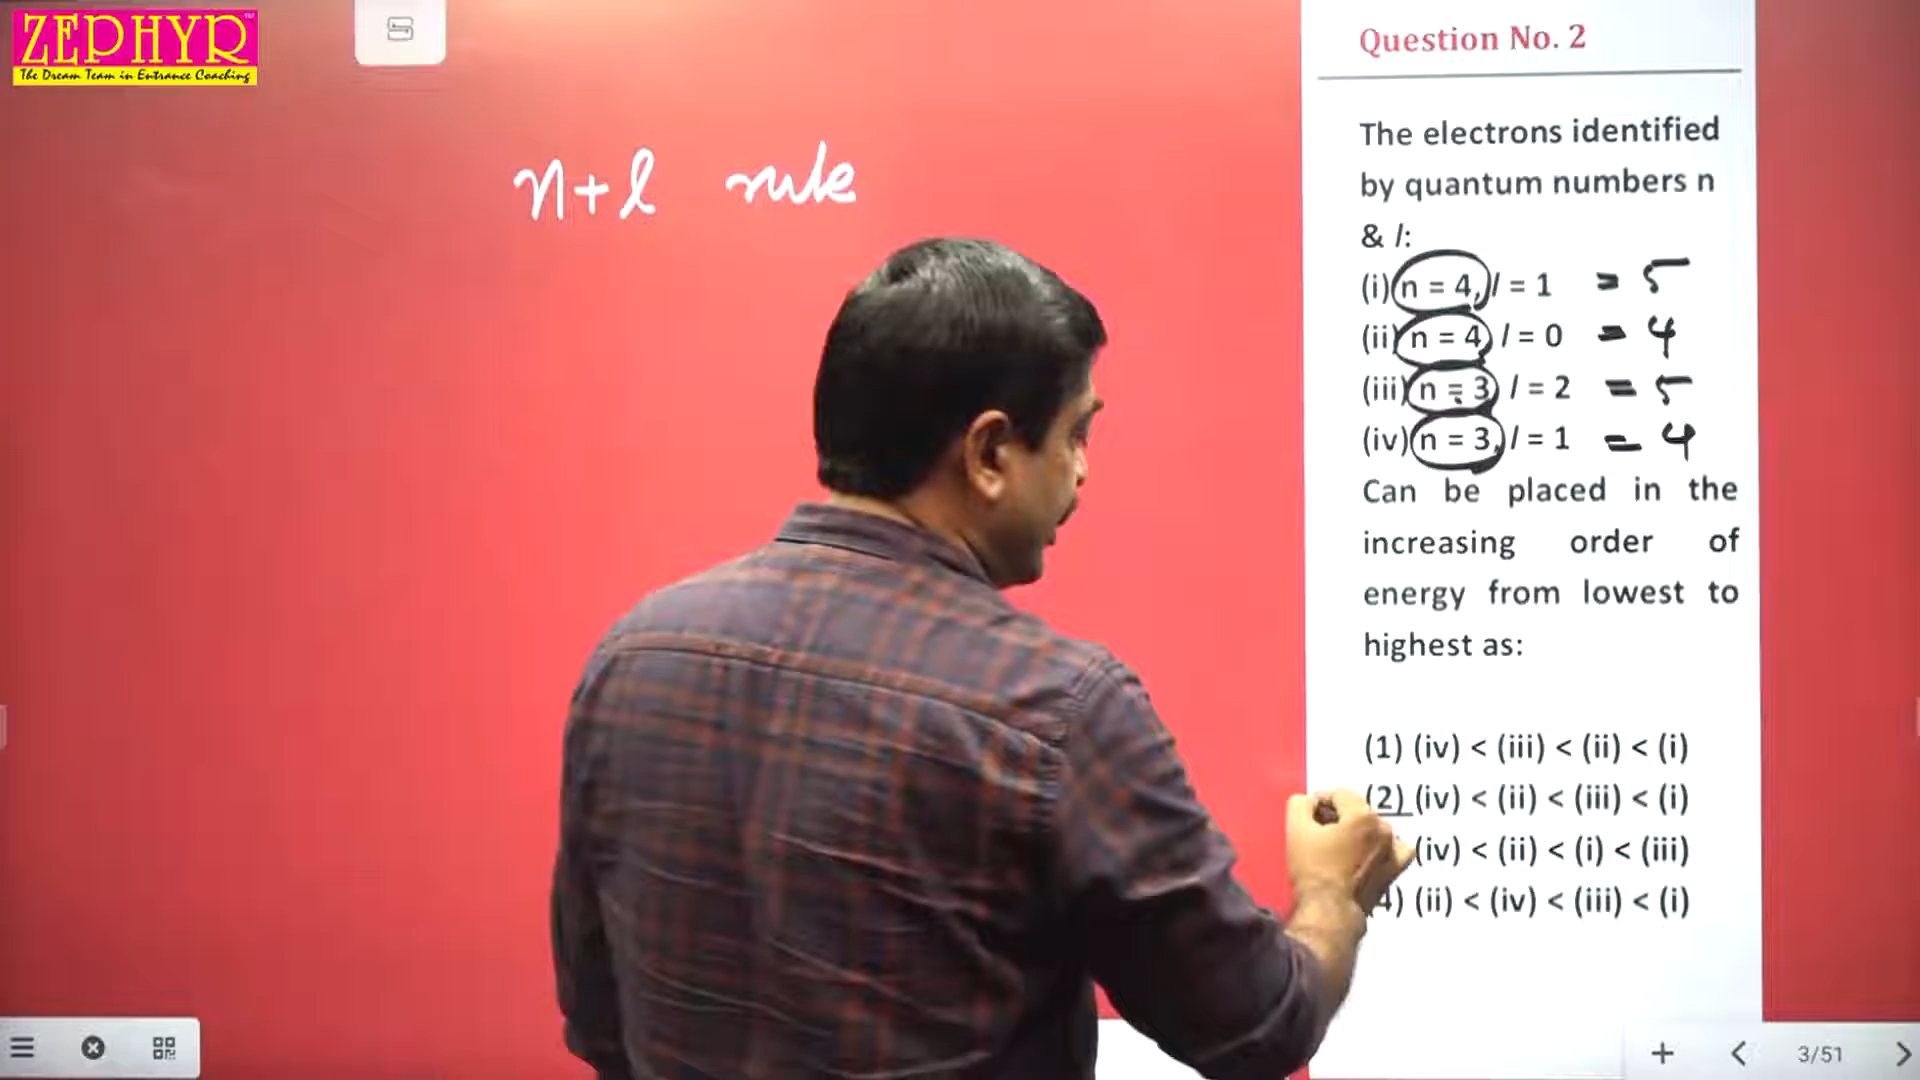 ZEPHYR™
The Dream Team in Entrance Coaching
n+l rule
Question No. 2
The electrons identified
by quantum numbers n
& l:
(i) n = 4, l = 1 = 5
(ii) n = 4, l = 0 = 4
(iii) n = 3, l = 2 = 5
(iv) n = 3, l = 1 = 4
Can be placed in the
increasing order of
energy from lowest to
highest as:
(1) (iv) < (iii) < (ii) < (i)
(2) (iv) < (ii) < (iii) < (i)
(iv) < (ii) < (i) < (iii)
4) (ii) < (iv) < (iii) < (i)
3/51